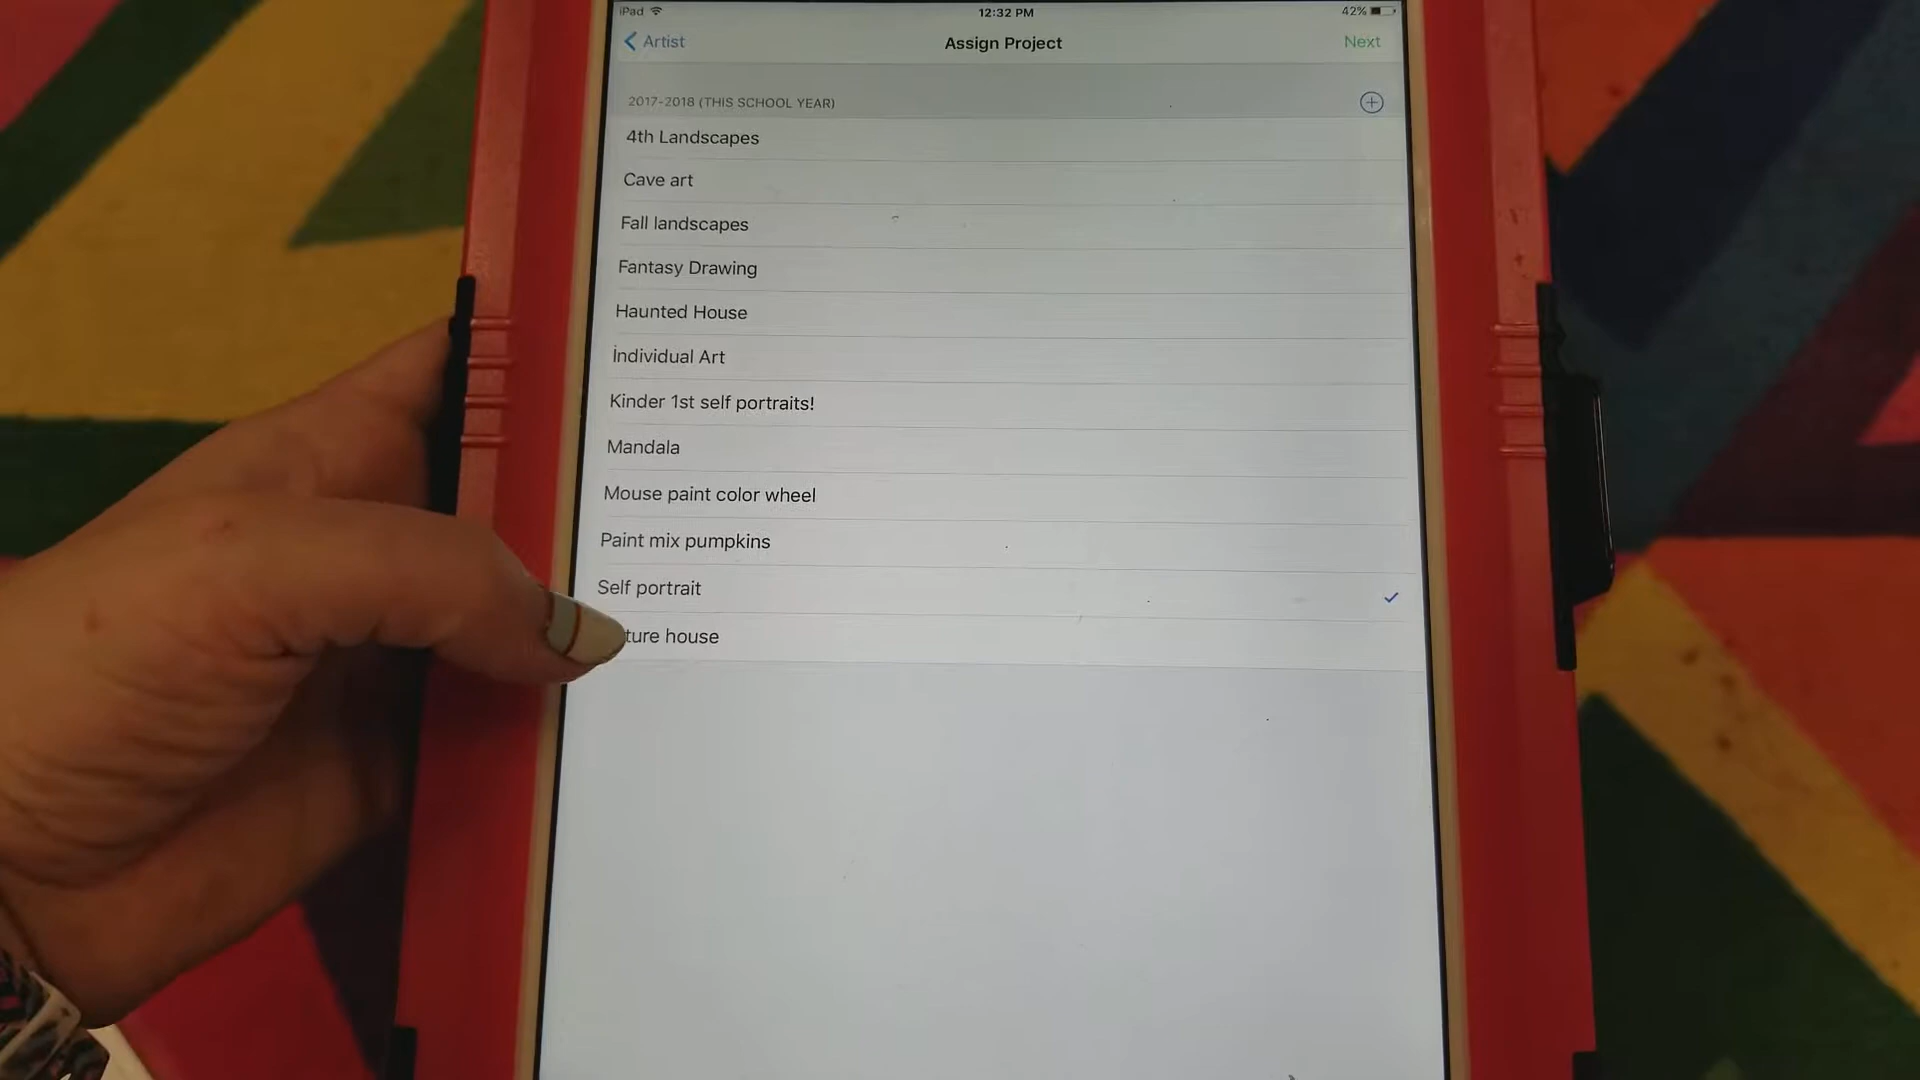 iPad 12:32 PM 42%
Artist Assign Project Next
2017-2018 (THIS SCHOOL YEAR)
4th Landscapes
Cave art
Fall landscapes
Fantasy Drawing
Haunted House
Individual Art
Kinder 1st self portraits!
Mandala
Mouse paint color wheel
Paint mix pumpkins
Self portrait
house